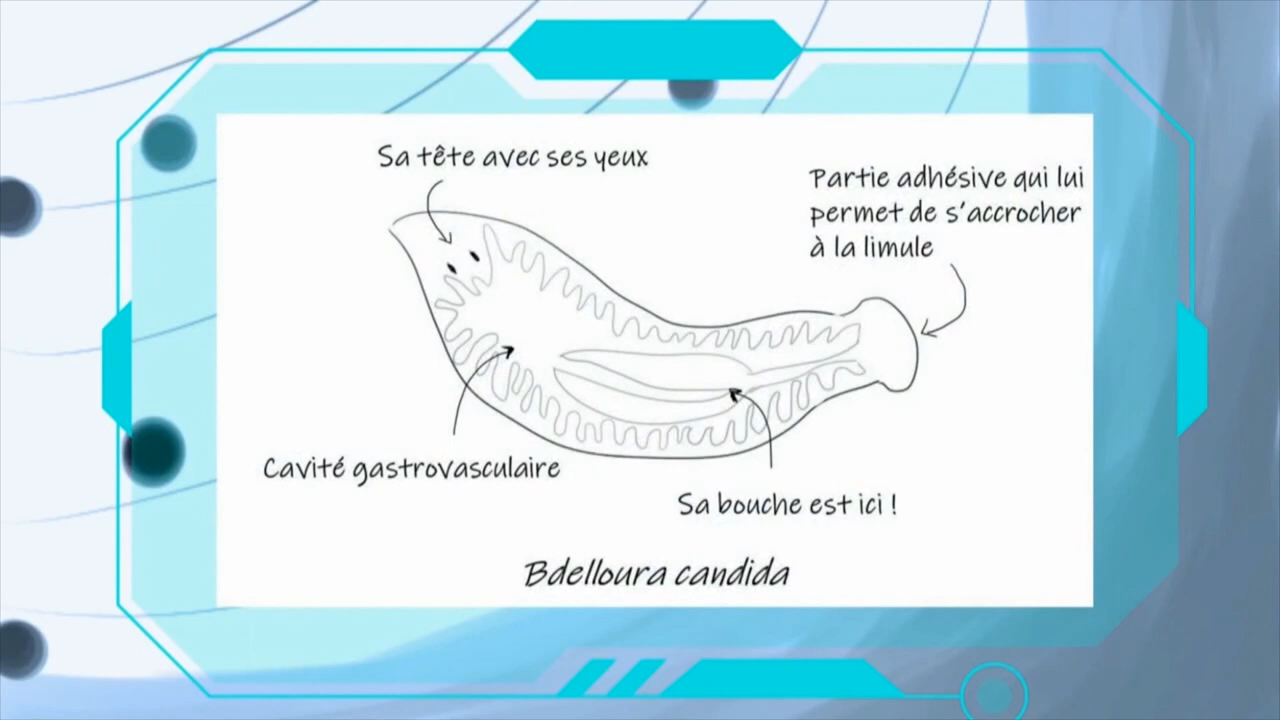 Sa tête avec ses yeux
Partie adhésive qui lui
permet de s'accrocher
à la limule
Cavité gastrovasculaire
Sa bouche est ici !
Bdelloura candida